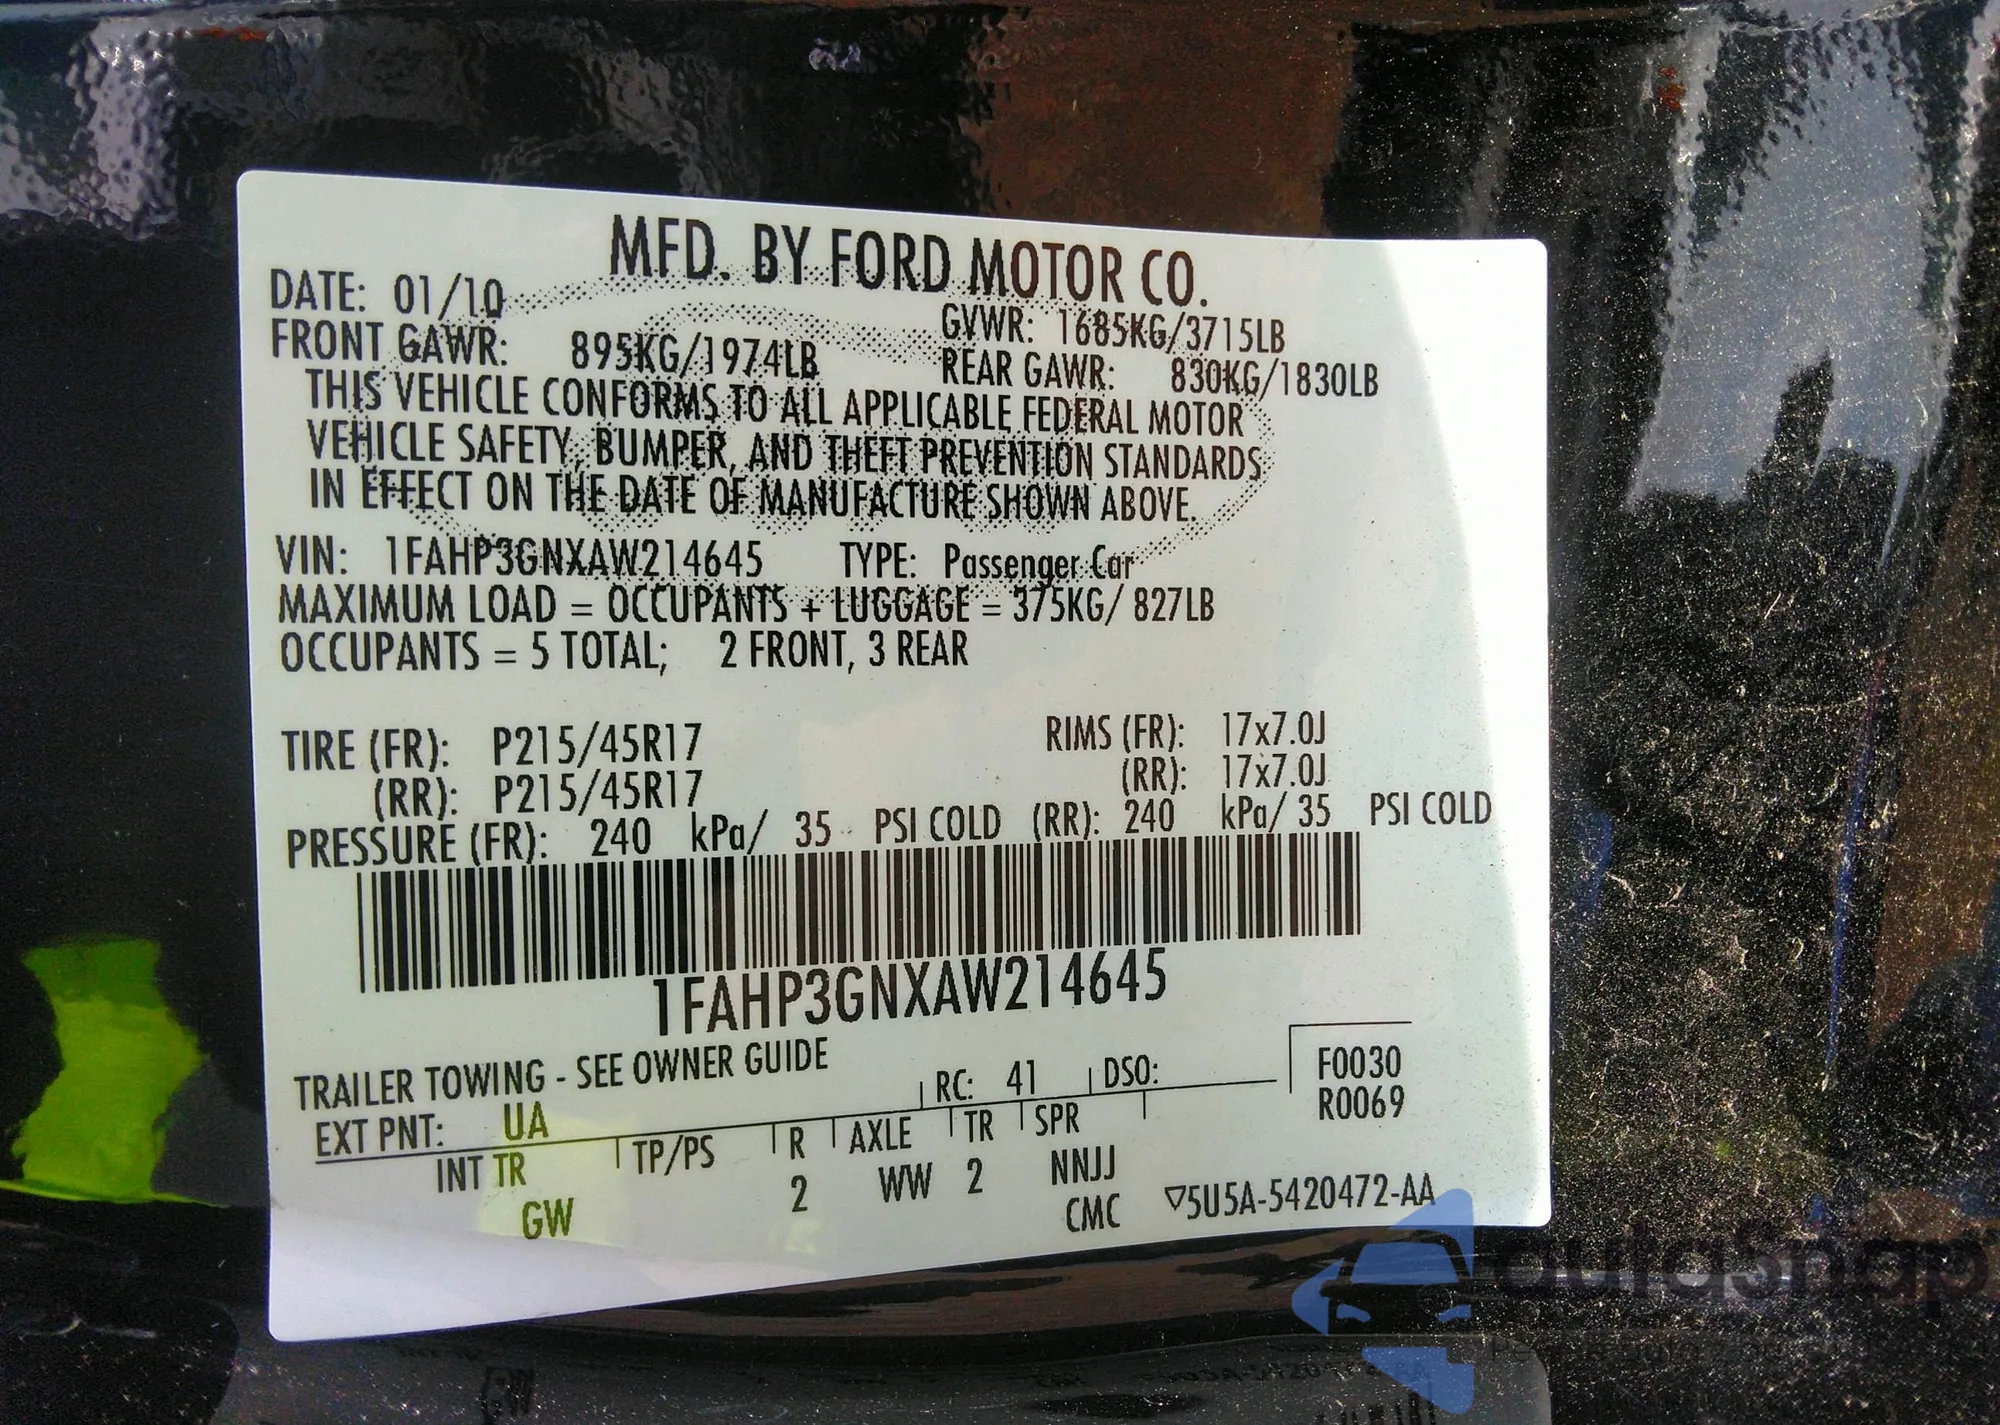 MFD. BY FORD MOTOR CO.
DATE: 01/10
GVWR: 1685KG/3715LB
FRONT GAWR: 895KG/1974LB
REAR GAWR: 830KG/1830LB
THIS VEHICLE CONFORMS TO ALL APPLICABLE FEDERAL MOTOR
VEHICLE SAFETY, BUMPER, AND THEFT PREVENTION STANDARDS
IN EFFECT ON THE DATE OF MANUFACTURE SHOWN ABOVE.
VIN: 1FAHP3GNXAW214645 TYPE: Passenger Car
MAXIMUM LOAD = OCCUPANTS + LUGGAGE = 375KG/ 827LB
OCCUPANTS = 5 TOTAL; 2 FRONT, 3 REAR
TIRE (FR): P215/45R17 RIMS (FR): 17x7.0J
(RR): P215/45R17 (RR): 17x7.0J
PRESSURE (FR): 240 kPa/ 35 PSI COLD (RR): 240 kPa/ 35 PSI COLD
1FAHP3GNXAW214645
TRAILER TOWING - SEE OWNER GUIDE
RC: 41 DSO:
F0030
R0069
EXT PNT: UA
INT TR TP/PS R AXLE TR SPR
GW 2 WW 2 NNJJ
CMC ▽5U5A-5420472-AA
autasnap